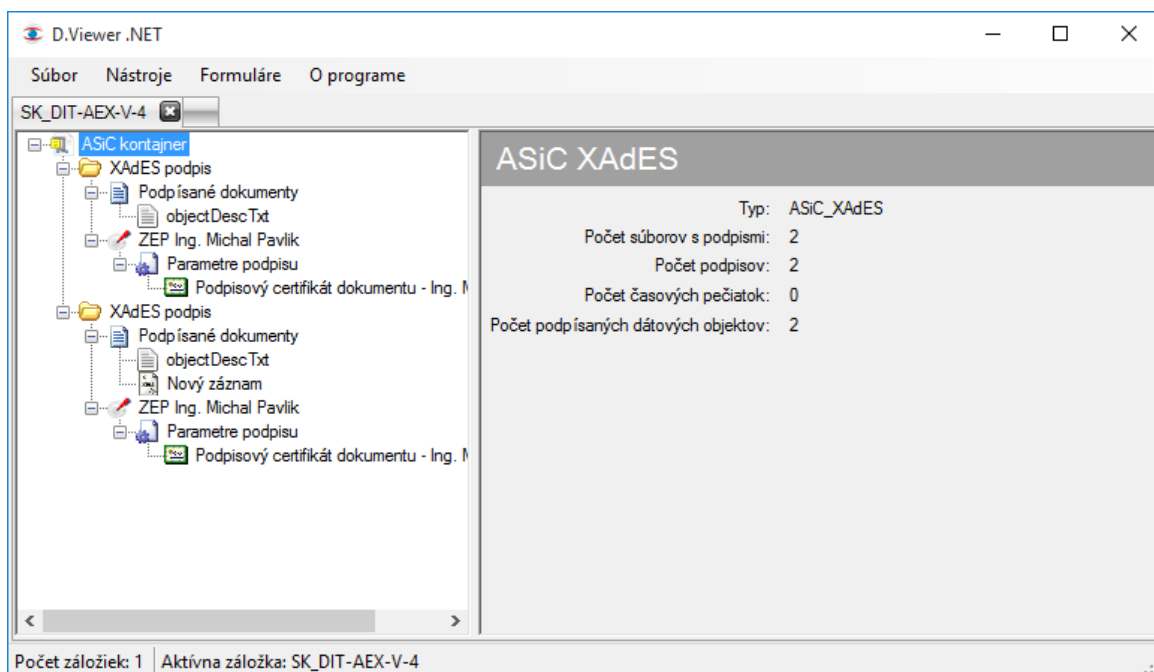 D.Viewer .NET
Súbor Nástroje Formuláre O programe
SK_DIT-AEX-V-4
ASiC kontajner
XAdES podpis
Podpísané dokumenty
objectDescTxt
ZEP Ing. Michal Pavlik
Parametre podpisu
Podpisový certifikát dokumentu - Ing. M
XAdES podpis
Podpísané dokumenty
objectDescTxt
Nový záznam
ZEP Ing. Michal Pavlik
Parametre podpisu
Podpisový certifikát dokumentu - Ing. M
ASiC XAdES
Typ: ASiC_XAdES
Počet súborov s podpismi: 2
Počet podpisov: 2
Počet časových pečiatok: 0
Počet podpísaných dátových objektov: 2
Počet záložiek: 1 Aktívna záložka: SK_DIT-AEX-V-4